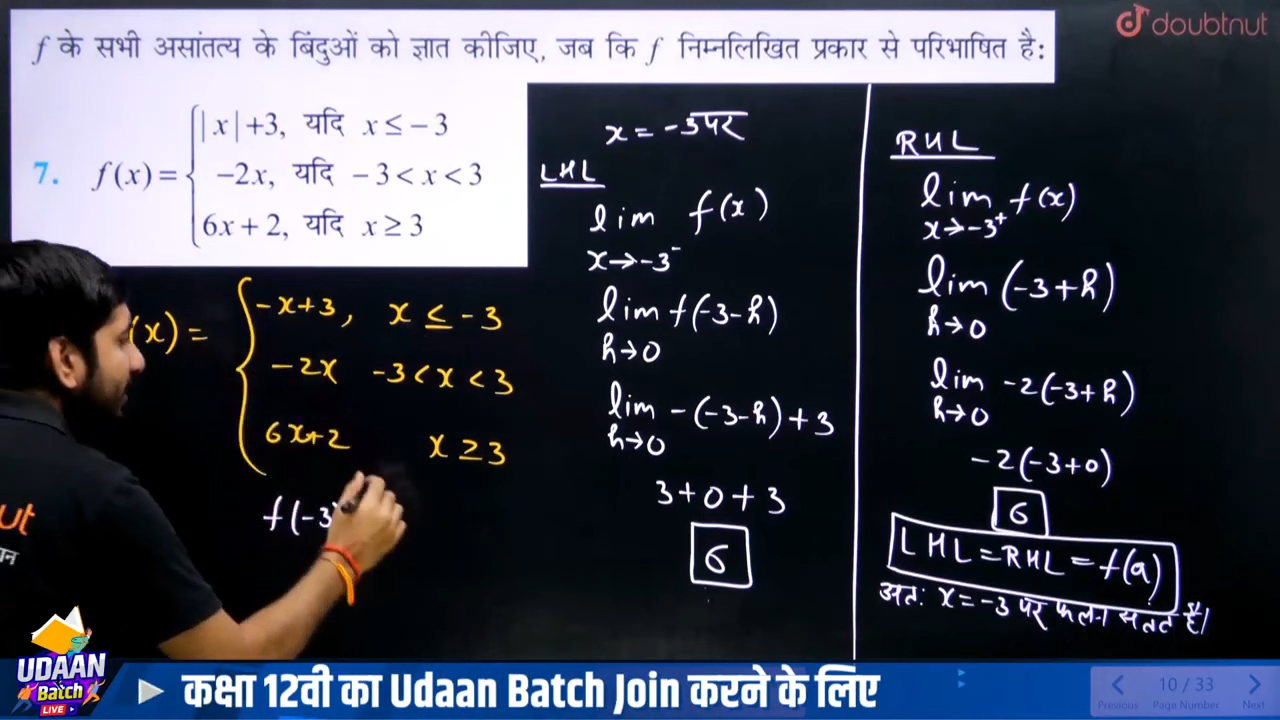 f के सभी असांतत्य के बिंदुओं को ज्ञात कीजिए, जब कि f निम्नलिखित प्रकार से परिभाषित है:
doubtnut
7. f(x) = { |x|+3, यदि x ≤ −3
−2x, यदि −3 < x < 3
6x + 2, यदि x ≥ 3
(x) = { -x+3, x ≤ -3
-2x -3 < x < 3
6x+2 x ≥ 3
f(-3
x = -3 पर
LHL
lim f(x)
x→-3⁻
lim f(-3-h)
h→0
lim -(-3-h)+3
h→0
3+0+3
6
RHL
lim f(x)
x→-3⁺
lim (-3+h)
h→0
lim -2(-3+h)
h→0
-2(-3+0)
6
LHL = RHL = f(a)
अत: x = -3 पर फलन सतत है।
ut
UDAAN
Batch
LIVE
कक्षा 12वी का Udaan Batch Join करने के लिए
10 / 33
Previous Page Number Next